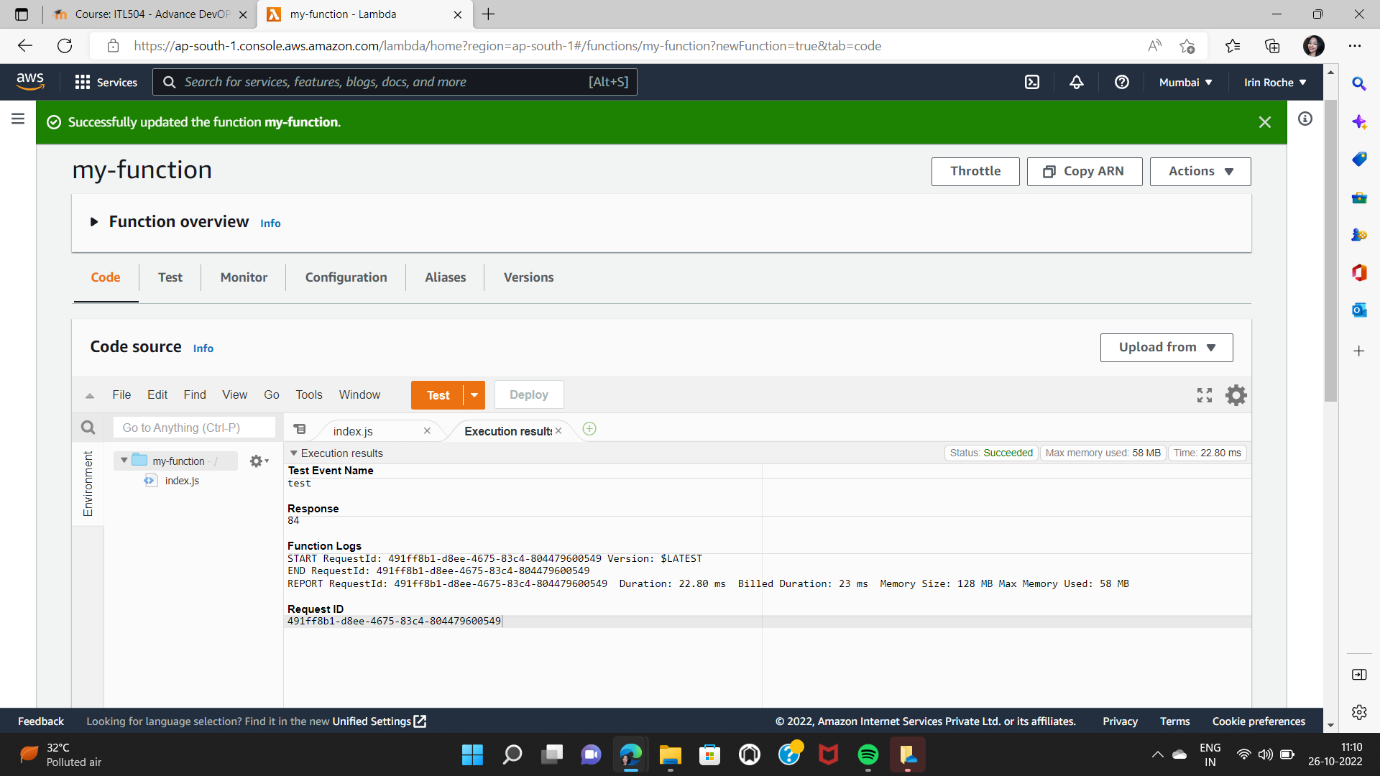 Course: ITL504 - Advance DevOP
my-function - Lambda
https://ap-south-1.console.aws.amazon.com/lambda/home?region=ap-south-1#/functions/my-function?newFunction=true&tab=code
aws
Services
Search for services, features, blogs, docs, and more
[Alt+S]
Mumbai
Irin Roche
Successfully updated the function my-function.
my-function
Throttle
Copy ARN
Actions
Function overview Info
Code
Test
Monitor
Configuration
Aliases
Versions
Code source Info
Upload from
File Edit Find View Go Tools Window
Test
Deploy
Go to Anything (Ctrl-P)
index.js
Execution results
Environment
my-function - /
index.js
Execution results
Status: Succeeded
Max memory used: 58 MB
Time: 22.80 ms
Test Event Name
test
Response
84
Function Logs
START RequestId: 491ff8b1-d8ee-4675-83c4-804479600549 Version: $LATEST
END RequestId: 491ff8b1-d8ee-4675-83c4-804479600549
REPORT RequestId: 491ff8b1-d8ee-4675-83c4-804479600549 Duration: 22.80 ms Billed Duration: 23 ms Memory Size: 128 MB Max Memory Used: 58 MB
Request ID
491ff8b1-d8ee-4675-83c4-804479600549
Feedback
Looking for language selection? Find it in the new Unified Settings
© 2022, Amazon Internet Services Private Ltd. or its affiliates.
Privacy
Terms
Cookie preferences
32°C
Polluted air
ENG
IN
11:10
26-10-2022